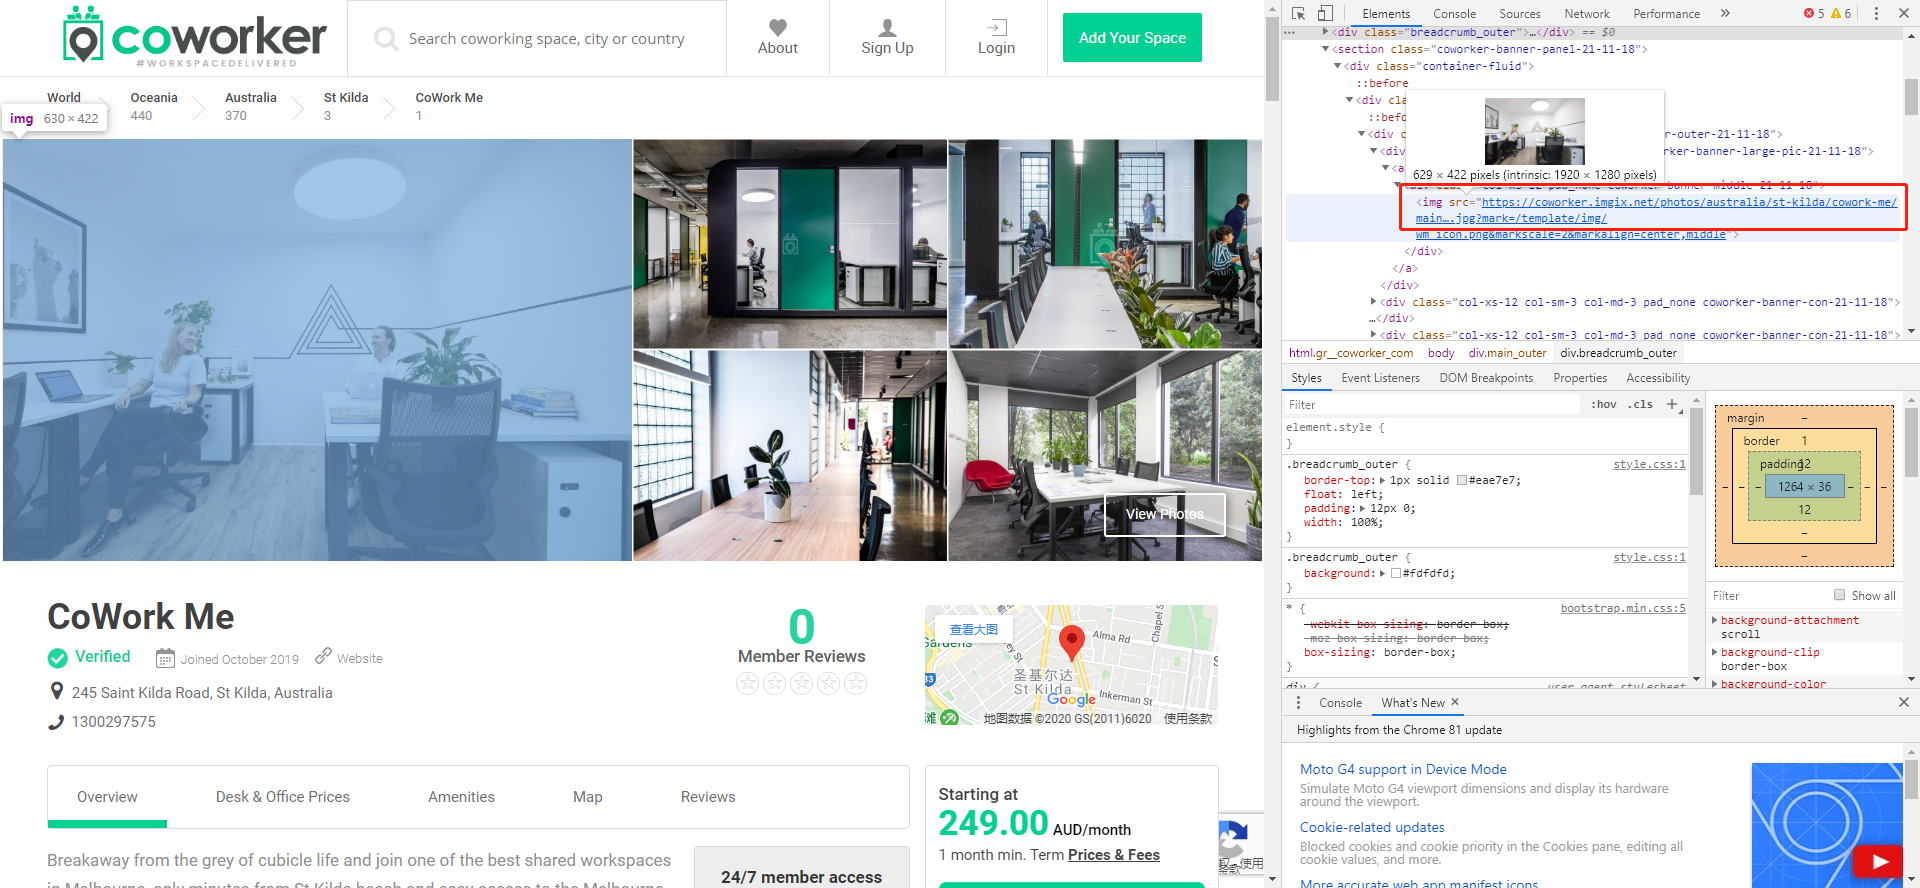 coworker
#WORKSPACEDELIVERED
Search coworking space, city or country
About
Sign Up
Login
Add Your Space
World
Oceania
440
Australia
370
St Kilda
3
CoWork Me
1
img 630 × 422
View Photos
CoWork Me
Verified
Joined October 2019
Website
245 Saint Kilda Road, St Kilda, Australia
1300297575
0
Member Reviews
查看大图
Gardens
Alma Rd
Chapel S
圣基尔达
St Kilda
Inkerman St
33
Google
地图数据 ©2020 GS(2011)6020 使用条款
Overview
Desk & Office Prices
Amenities
Map
Reviews
Starting at
249.00 AUD/month
1 month min. Term Prices & Fees
Breakaway from the grey of cubicle life and join one of the best shared workspaces
24/7 member access
Elements
Console
Sources
Network
Performance
»
5
6
<div class="breadcrumb_outer">…</div> == $0
<section class="coworker-banner-panel-21-11-18">
<div class="container-fluid">
::before
<div cla
::befo
<div c
r-outer-21-11-18">
<div
rker-banner-large-pic-21-11-18">
<a
629 × 422 pixels (intrinsic: 1920 × 1280 pixels)
<img src="https://coworker.imgix.net/photos/australia/st-kilda/cowork-me/
main….jpg?mark=/template/img/
wm_icon.png&markscale=2&markalign=center,middle">
</div>
</a>
</div>
<div class="col-xs-12 col-sm-3 col-md-3 pad_none coworker-banner-con-21-11-18">
…</div>
<div class="col-xs-12 col-sm-3 col-md-3 pad_none coworker-banner-con-21-11-18">
html.gr__coworker_com body div.main_outer div.breadcrumb_outer
Styles
Event Listeners
DOM Breakpoints
Properties
Accessibility
Filter
:hov .cls +
element.style {
}
.breadcrumb_outer {
style.css:1
border-top: 1px solid #eae7e7;
float: left;
padding: 12px 0;
width: 100%;
}
.breadcrumb_outer {
style.css:1
background: #fdfdfd;
}
* {
bootstrap.min.css:5
-webkit-box-sizing: border-box;
-moz-box-sizing: border-box;
box-sizing: border-box;
}
div {
user agent stylesheet
margin –
border 1
padding 12
– – – 1264 × 36 – – –
12
–
–
Filter
Show all
background-attachment
scroll
background-clip
border-box
background-color
Console
What's New ×
Highlights from the Chrome 81 update
Moto G4 support in Device Mode
Simulate Moto G4 viewport dimensions and display its hardware
around the viewport.
Cookie-related updates
Blocked cookies and cookie priority in the Cookies pane, editing all
cookie values, and more.
More accurate web app manifest icons